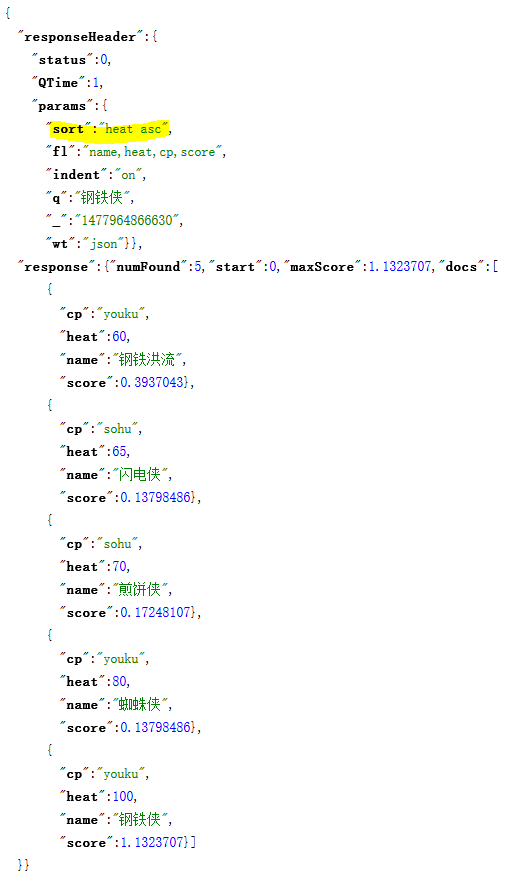 {
"responseHeader":{
"status":0,
"QTime":1,
"params":{
"sort":"heat asc",
"fl":"name,heat,cp,score",
"indent":"on",
"q":"钢铁侠",
"_":"1477964866630",
"wt":"json"}},
"response":{"numFound":5,"start":0,"maxScore":1.1323707,"docs":[
{
"cp":"youku",
"heat":60,
"name":"钢铁洪流",
"score":0.3937043},
{
"cp":"sohu",
"heat":65,
"name":"闪电侠",
"score":0.13798486},
{
"cp":"sohu",
"heat":70,
"name":"煎饼侠",
"score":0.17248107},
{
"cp":"youku",
"heat":80,
"name":"蜘蛛侠",
"score":0.13798486},
{
"cp":"youku",
"heat":100,
"name":"钢铁侠",
"score":1.1323707}]
}}